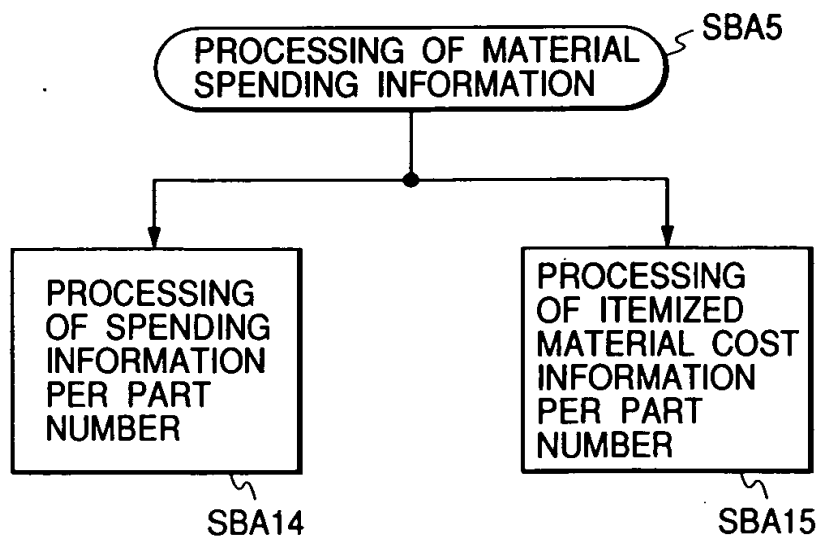 PROCESSING OF MATERIAL
SPENDING INFORMATION
SBA5
PROCESSING
OF SPENDING
INFORMATION
PER PART
NUMBER
SBA14
PROCESSING
OF ITEMIZED
MATERIAL COST
INFORMATION
PER PART
NUMBER
SBA15